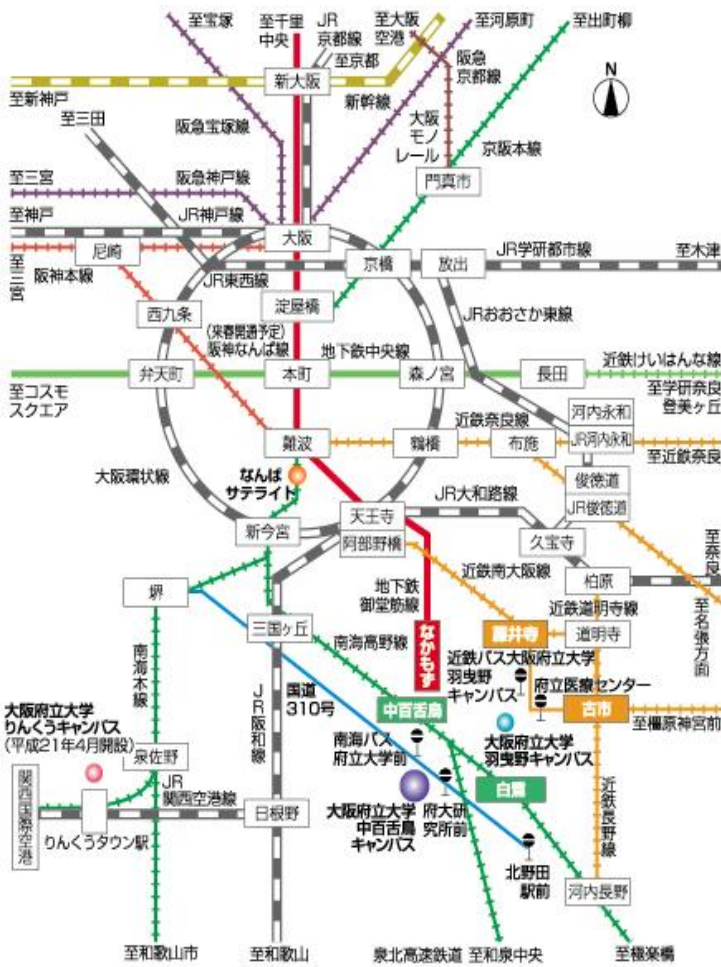 至宝塚
至千里
中央
JR
京都線
至京都
至大阪
空港
至河原町
至出町柳
阪急
京都線
新大阪
至新神戸
新幹線
N
至三田
阪急宝塚線
大阪
モノ
レール
京阪本線
至三宮
阪急神戸線
門真市
至神戸
JR神戸線
大阪
尼崎
至三宮
阪神本線
JR東西線
京橋
放出
JR学研都市線
至木津
西九条
淀屋橋
JRおおさか東線
(来春開通予定)
阪神なんば線
地下鉄中央線
近鉄けいはんな線
弁天町
本町
森ノ宮
長田
至コスモ
スクエア
至学研奈良
登美ヶ丘
河内永和
JR河内永和
難波
近鉄奈良線
鶴橋
布施
至近鉄奈良
大阪環状線
なんば
サテライト
俊徳道
JR俊徳道
JR大和路線
新今宮
天王寺
阿部野橋
久宝寺
至奈良
近鉄南大阪線
柏原
堺
地下鉄
御堂筋線
近鉄道明寺線
至名張方面
三国ヶ丘
南海高野線
なかもず
藤井寺
道明寺
南海本線
近鉄バス大阪府立大学
羽曳野
キャンパス
府立医療センター
JR阪和線
国道
310号
中百舌鳥
古市
至橿原神宮前
大阪府立大学
りんくうキャンパス
(平成21年4月開設)
南海バス
府立大学前
大阪府立大学
羽曳野キャンパス
泉佐野
白鷺
近鉄長野線
関西国際空港
JR
関西空港線
りんくうタウン駅
日根野
大阪府立大学
中百舌鳥
キャンパス
府大研
究所前
北野田
駅前
河内長野
至和歌山市
至和歌山
泉北高速鉄道
至和泉中央
至極楽橋